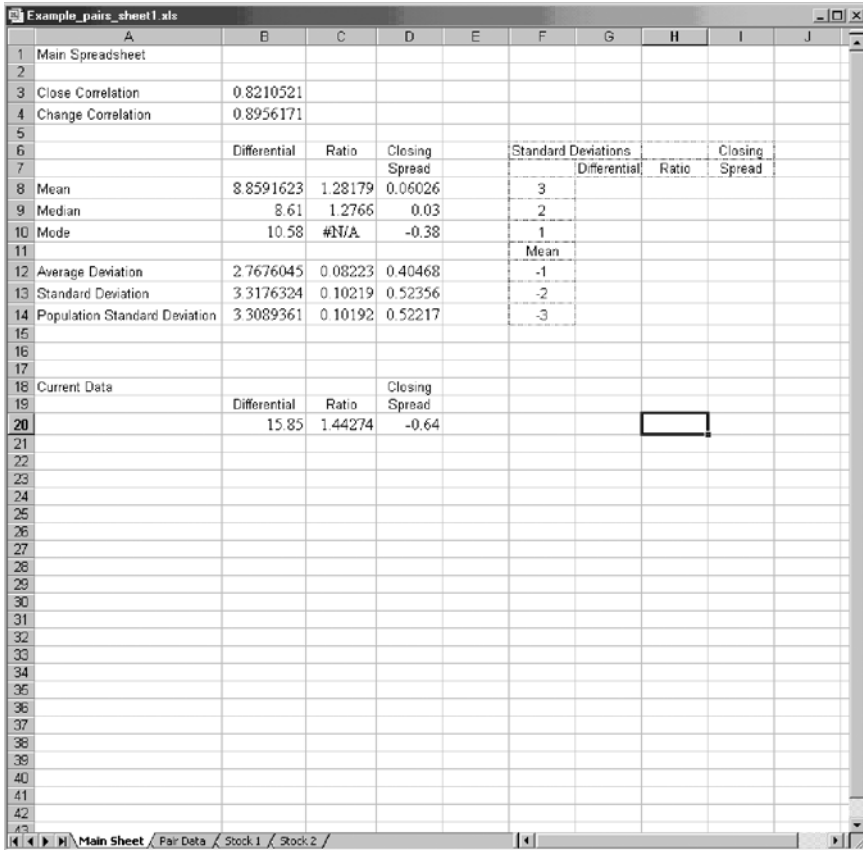 Example_pairs_sheet1.xls
A B C D E F G H I J
1 Main Spreadsheet
2
3 Close Correlation 0.8210521
4 Change Correlation 0.8956171
5
6 Differential Ratio Closing Standard Deviations Closing
7 Spread Differential Ratio Spread
8 Mean 8.8591623 1.28179 0.06026 3
9 Median 8.61 1.2766 0.03 2
10 Mode 10.58 #N/A -0.38 1
11 Mean
12 Average Deviation 2.7676045 0.08223 0.40468 -1
13 Standard Deviation 3.3176324 0.10219 0.52356 -2
14 Population Standard Deviation 3.3089361 0.10192 0.52217 -3
15
16
17
18 Current Data Closing
19 Differential Ratio Spread
20 15.85 1.44274 -0.64
21
22
23
24
25
26
27
28
29
30
31
32
33
34
35
36
37
38
39
40
41
42
43
Main Sheet Pair Data Stock 1 Stock 2